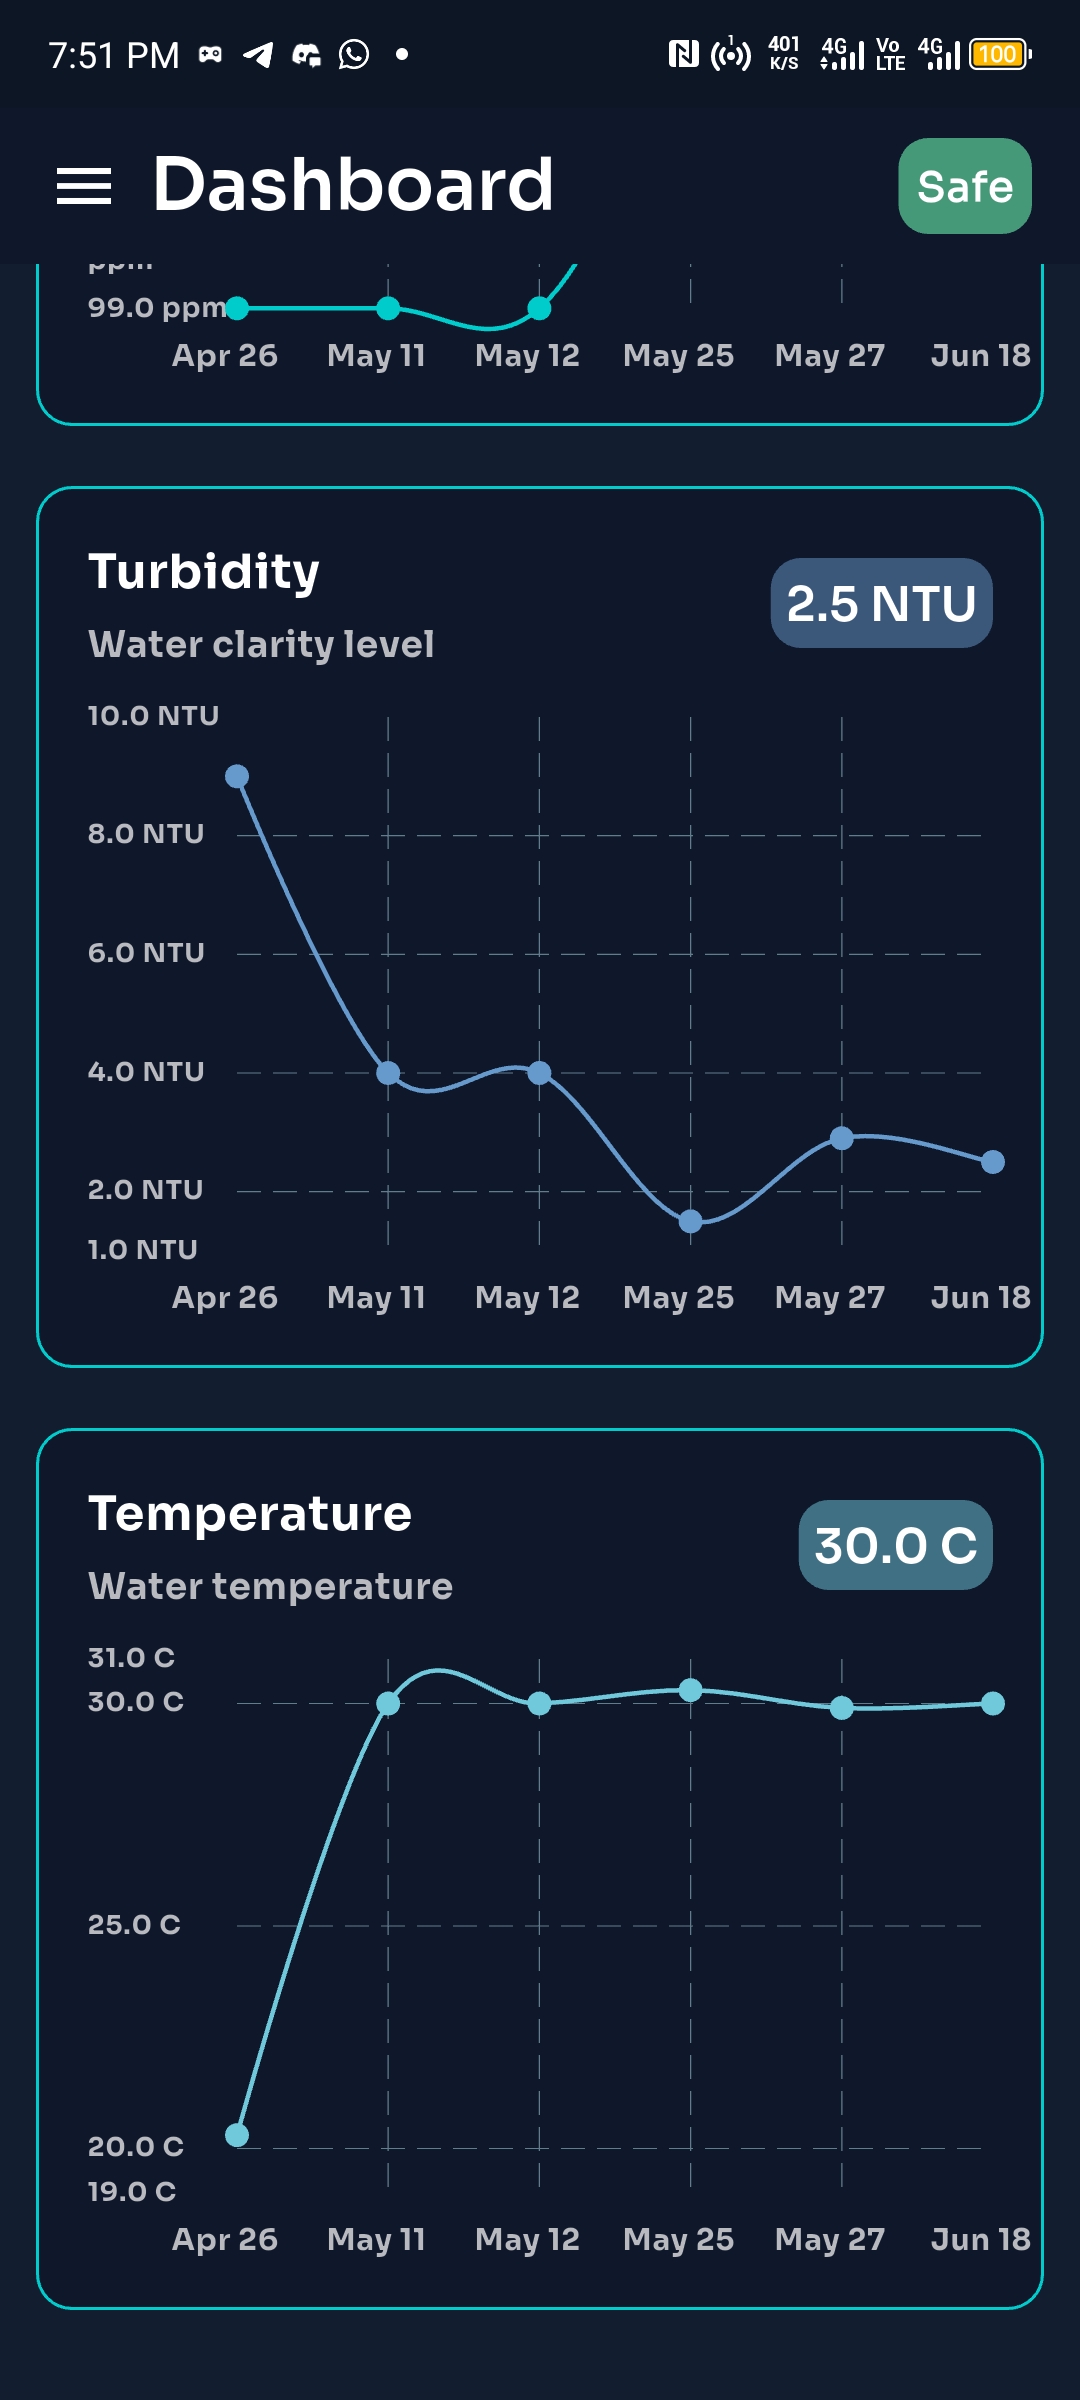 7:51 PM
1
401 K/S
4G
Vo LTE
4G
100
Dashboard
Safe
ppm
99.0 ppm
Apr 26 May 11 May 12 May 25 May 27 Jun 18
Turbidity
2.5 NTU
Water clarity level
10.0 NTU
8.0 NTU
6.0 NTU
4.0 NTU
2.0 NTU
1.0 NTU
Apr 26 May 11 May 12 May 25 May 27 Jun 18
Temperature
30.0 C
Water temperature
31.0 C
30.0 C
25.0 C
20.0 C
19.0 C
Apr 26 May 11 May 12 May 25 May 27 Jun 18